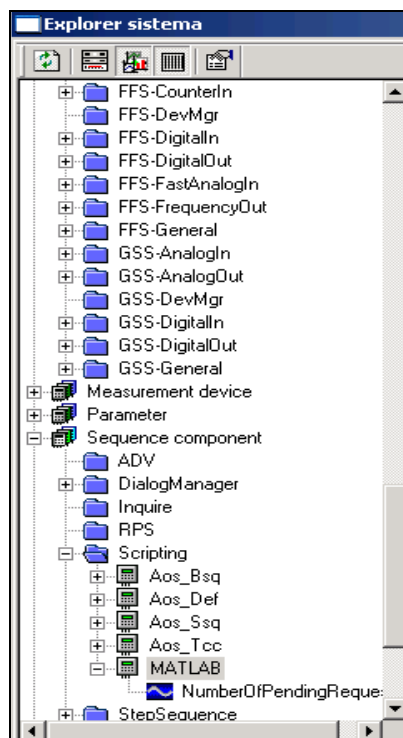 Explorer sistema
FFS-CounterIn
FFS-DevMgr
FFS-DigitalIn
FFS-DigitalOut
FFS-FastAnalogIn
FFS-FrequencyOut
FFS-General
GSS-AnalogIn
GSS-AnalogOut
GSS-DevMgr
GSS-DigitalIn
GSS-DigitalOut
GSS-General
Measurement device
Parameter
Sequence component
ADV
DialogManager
Inquire
RPS
Scripting
Aos_Bsq
Aos_Def
Aos_Ssq
Aos_Tcc
MATLAB
NumberOfPendingReque
StepSequence